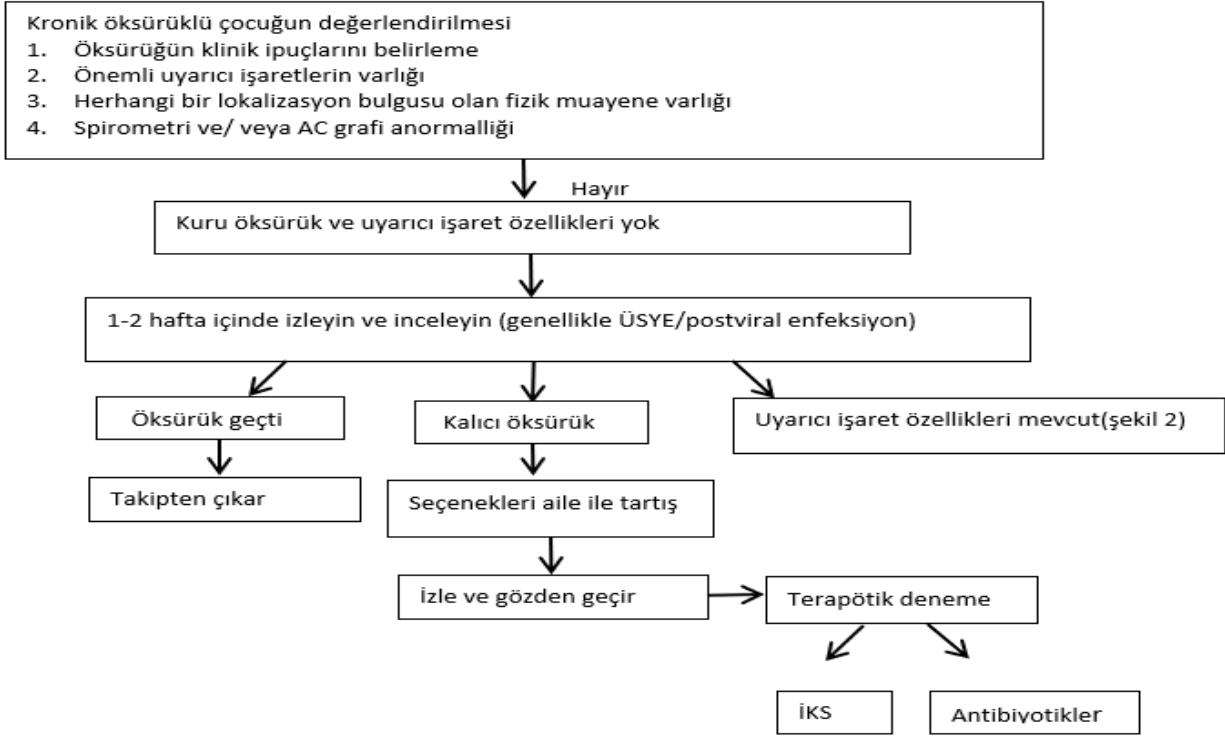 Kronik öksürüklü çocuğun değerlendirilmesi
1. Öksürüğün klinik ipuçlarını belirleme
2. Önemli uyarıcı işaretlerin varlığı
3. Herhangi bir lokalizasyon bulgusu olan fizik muayene varlığı
4. Spirometri ve/ veya AC grafi anormalliği
Hayır
Kuru öksürük ve uyarıcı işaret özellikleri yok
1-2 hafta içinde izleyin ve inceleyin (genellikle ÜSYE/postviral enfeksiyon)
Öksürük geçti
Kalıcı öksürük
Uyarıcı işaret özellikleri mevcut(şekil 2)
Takipten çıkar
Seçenekleri aile ile tartış
İzle ve gözden geçir
Terapötik deneme
İKS
Antibiyotikler